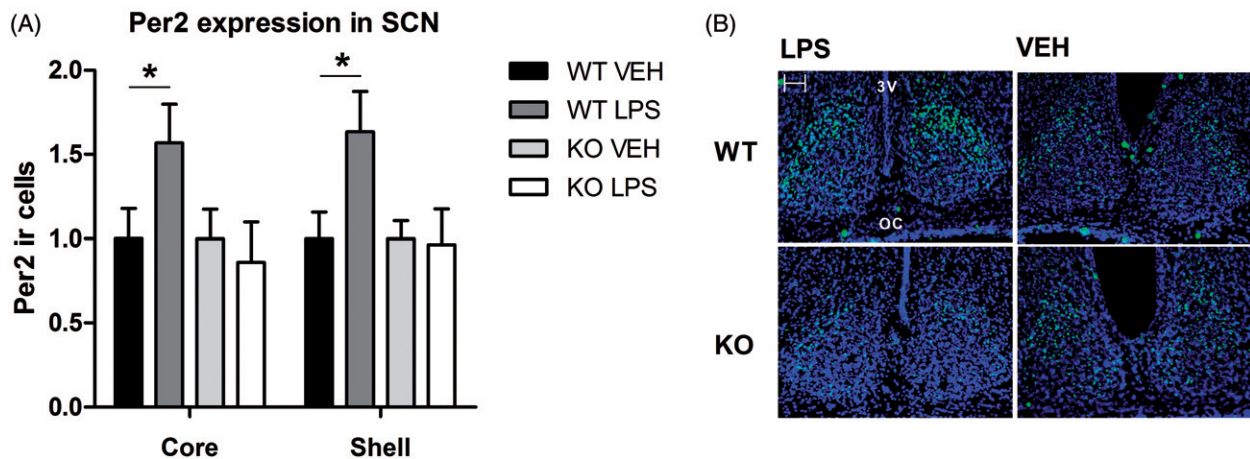 (A)
Per2 expression in SCN
Per2 ir cells
2.0
1.5
1.0
0.5
0.0
*
*
Core
Shell
WT VEH
WT LPS
KO VEH
KO LPS
(B)
LPS
VEH
WT
KO
3V
OC